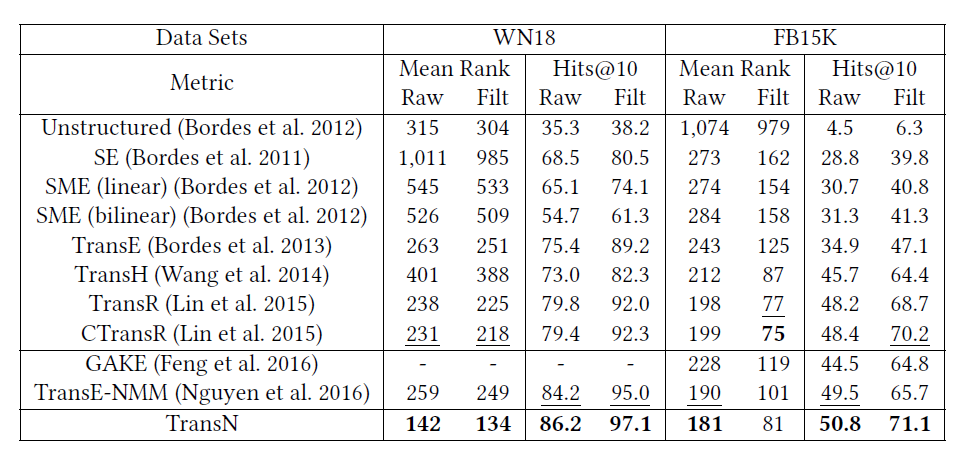 Data Sets WN18 FB15K
Metric Mean Rank Hits@10 Mean Rank Hits@10
Raw Filt Raw Filt Raw Filt Raw Filt
Unstructured (Bordes et al. 2012) 315 304 35.3 38.2 1,074 979 4.5 6.3
SE (Bordes et al. 2011) 1,011 985 68.5 80.5 273 162 28.8 39.8
SME (linear) (Bordes et al. 2012) 545 533 65.1 74.1 274 154 30.7 40.8
SME (bilinear) (Bordes et al. 2012) 526 509 54.7 61.3 284 158 31.3 41.3
TransE (Bordes et al. 2013) 263 251 75.4 89.2 243 125 34.9 47.1
TransH (Wang et al. 2014) 401 388 73.0 82.3 212 87 45.7 64.4
TransR (Lin et al. 2015) 238 225 79.8 92.0 198 77 48.2 68.7
CTransR (Lin et al. 2015) 231 218 79.4 92.3 199 75 48.4 70.2
GAKE (Feng et al. 2016) - - - - 228 119 44.5 64.8
TransE-NMM (Nguyen et al. 2016) 259 249 84.2 95.0 190 101 49.5 65.7
TransN 142 134 86.2 97.1 181 81 50.8 71.1